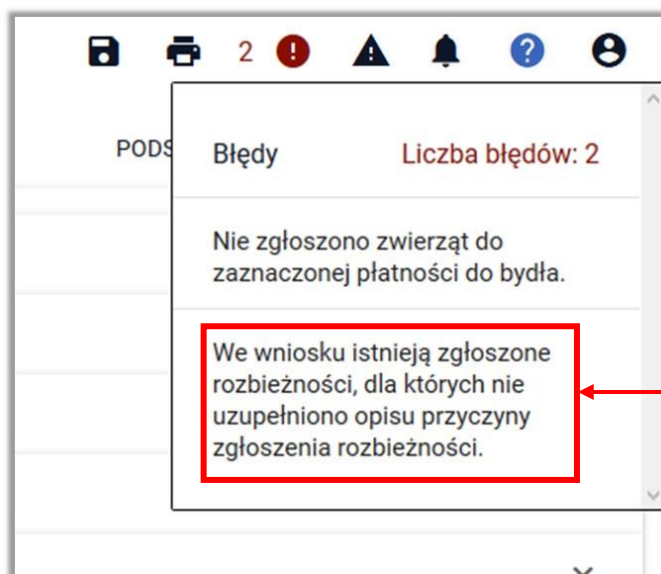 2
PODS
Błędy Liczba błędów: 2
Nie zgłoszono zwierząt do
zaznaczonej płatności do bydła.
We wniosku istnieją zgłoszone
rozbieżności, dla których nie
uzupełniono opisu przyczyny
zgłoszenia rozbieżności.